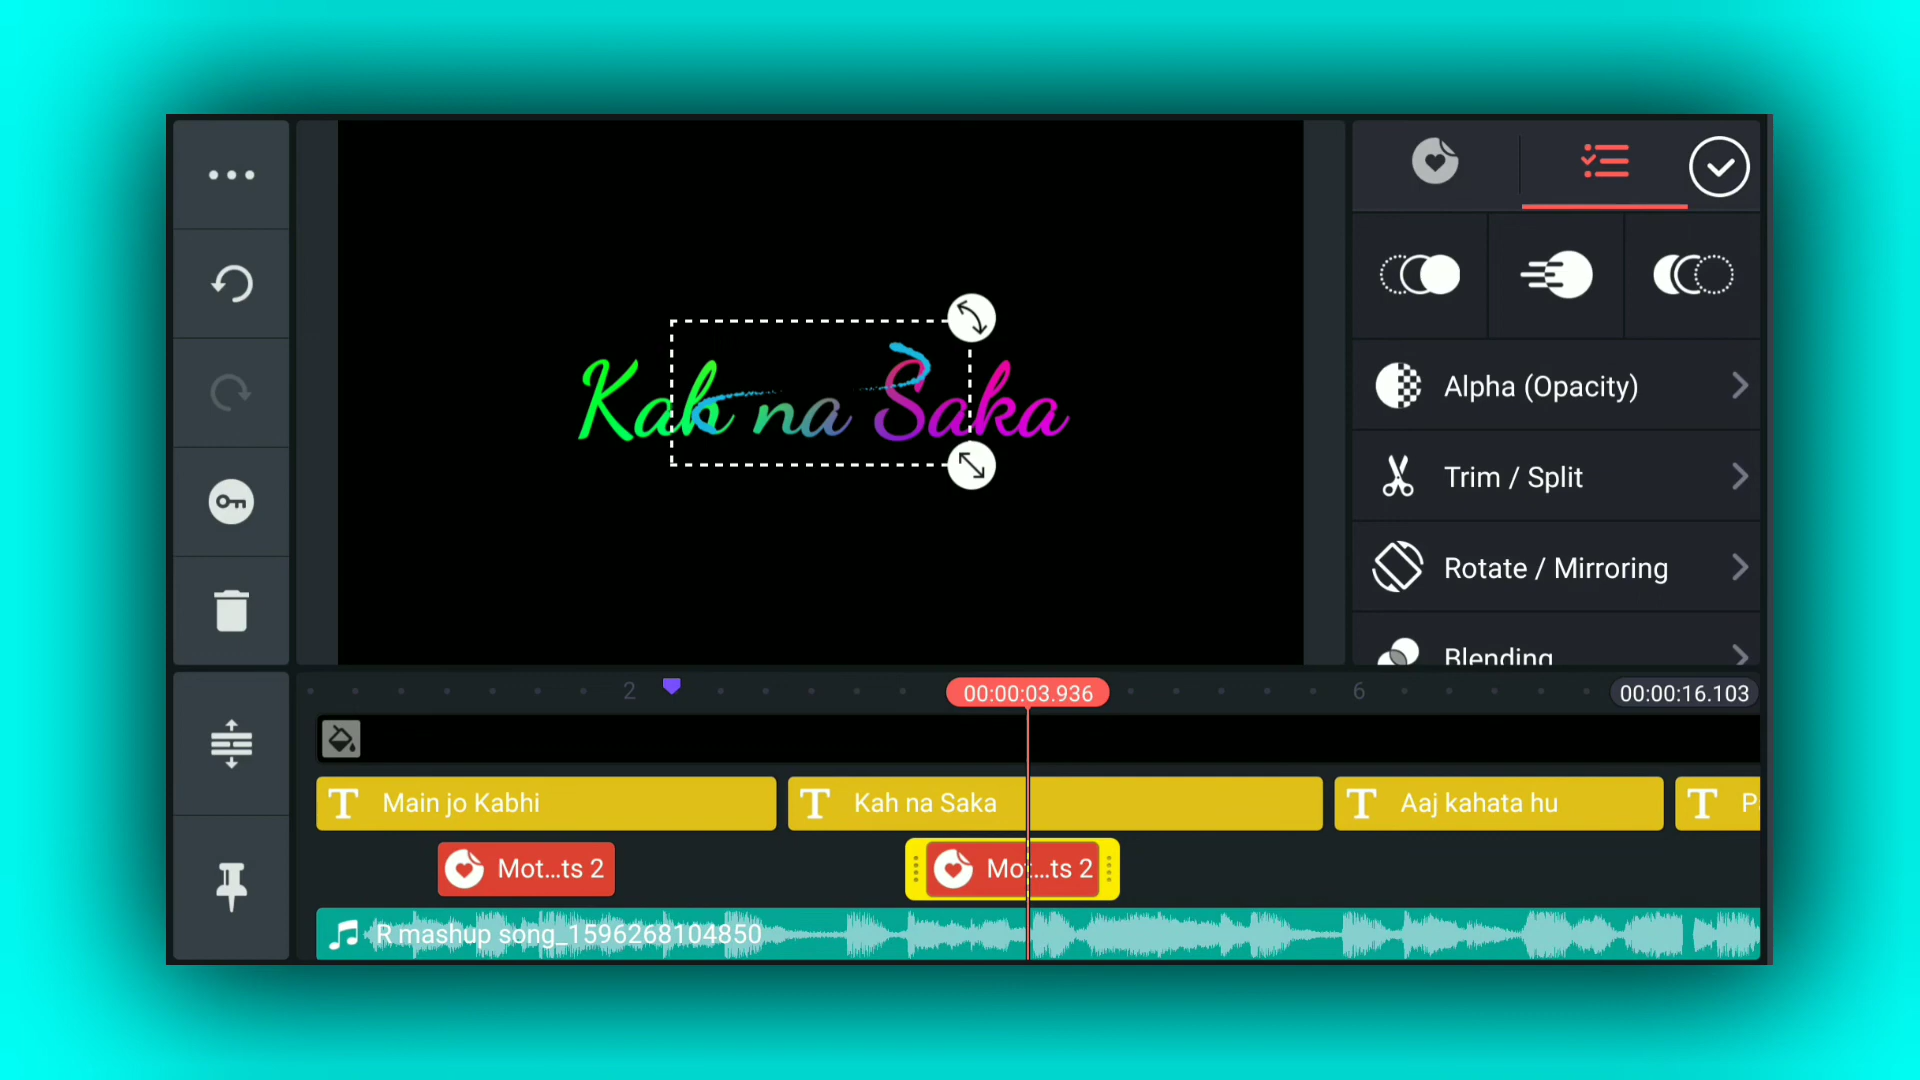 Kah na Saka
Alpha (Opacity)
Trim / Split
Rotate / Mirroring
Blending
2
00:00:03.936
6
00:00:16.103
Main jo Kabhi
Kah na Saka
Aaj kahata hu
P
Mot...ts 2
Mot...ts 2
R mashup song_1596268104850